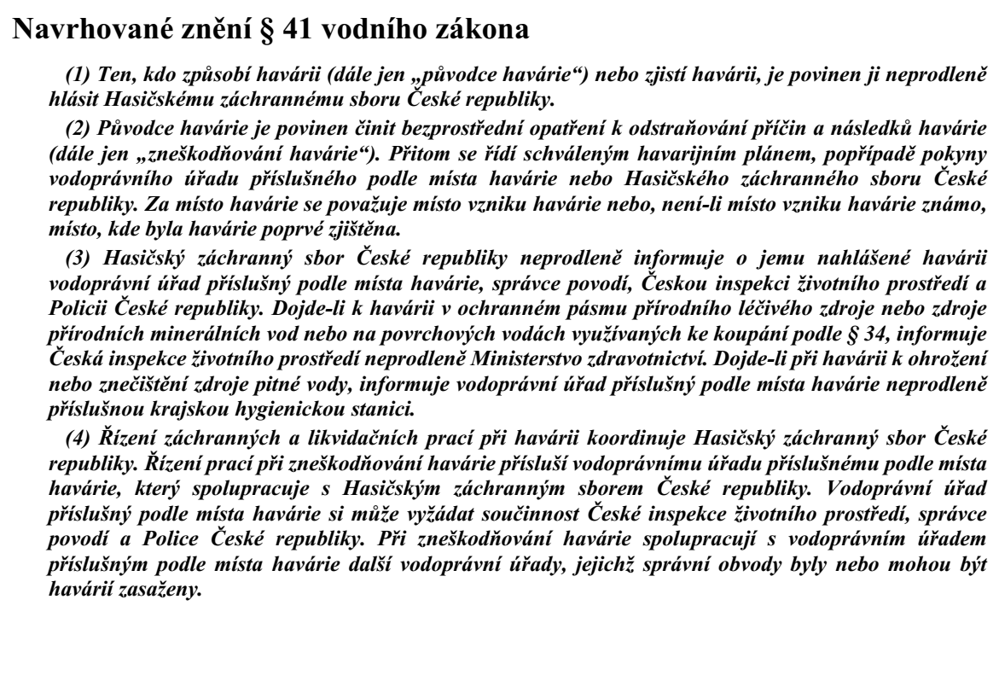 Navrhované znění § 41 vodního zákona
(1) Ten, kdo způsobí havárii (dále jen „původce havárie“) nebo zjistí havárii, je povinen ji neprodleně
hlásit Hasičskému záchrannému sboru České republiky.
(2) Původce havárie je povinen činit bezprostřední opatření k odstraňování příčin a následků havárie
(dále jen „zneškodňování havárie“). Přitom se řídí schváleným havarijním plánem, popřípadě pokyny
vodoprávního úřadu příslušného podle místa havárie nebo Hasičského záchranného sboru České
republiky. Za místo havárie se považuje místo vzniku havárie nebo, není-li místo vzniku havárie známo,
místo, kde byla havárie poprvé zjištěna.
(3) Hasičský záchranný sbor České republiky neprodleně informuje o jemu nahlášené havárii
vodoprávní úřad příslušný podle místa havárie, správce povodí, Českou inspekci životního prostředí a
Policii České republiky. Dojde-li k havárii v ochranném pásmu přírodního léčivého zdroje nebo zdroje
přírodních minerálních vod nebo na povrchových vodách využívaných ke koupání podle § 34, informuje
Česká inspekce životního prostředí neprodleně Ministerstvo zdravotnictví. Dojde-li při havárii k ohrožení
nebo znečištění zdroje pitné vody, informuje vodoprávní úřad příslušný podle místa havárie neprodleně
příslušnou krajskou hygienickou stanici.
(4) Řízení záchranných a likvidačních prací při havárii koordinuje Hasičský záchranný sbor České
republiky. Řízení prací při zneškodňování havárie přísluší vodoprávnímu úřadu příslušnému podle místa
havárie, který spolupracuje s Hasičským záchranným sborem České republiky. Vodoprávní úřad
příslušný podle místa havárie si může vyžádat součinnost České inspekce životního prostředí, správce
povodí a Police České republiky. Při zneškodňování havárie spolupracují s vodoprávním úřadem
příslušným podle místa havárie další vodoprávní úřady, jejichž správní obvody byly nebo mohou být
havárií zasaženy.